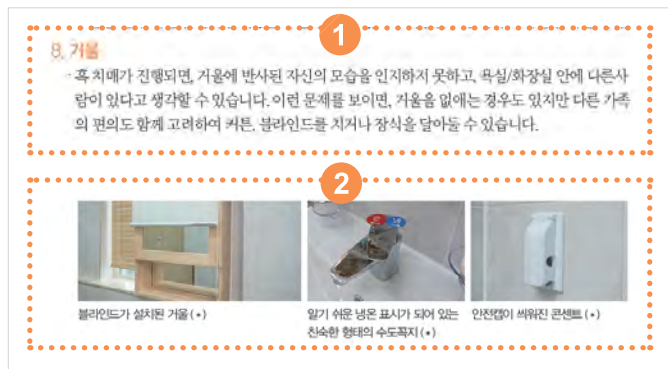 1
8. 거울
· 혹 치매가 진행되면, 거울에 반사된 자신의 모습을 인지하지 못하고, 욕실/화장실 안에 다른사
람이 있다고 생각할 수 있습니다. 이런 문제를 보이면, 거울을 없애는 경우도 있지만 다른 가족
의 편의도 함께 고려하여 커튼, 블라인드를 치거나 장식을 달아둘 수 있습니다.
2
블라인드가 설치된 거울 (*)
알기 쉬운 냉온 표시가 되어 있는
친숙한 형태의 수도꼭지 (*)
안전캡이 씌워진 콘센트 (*)